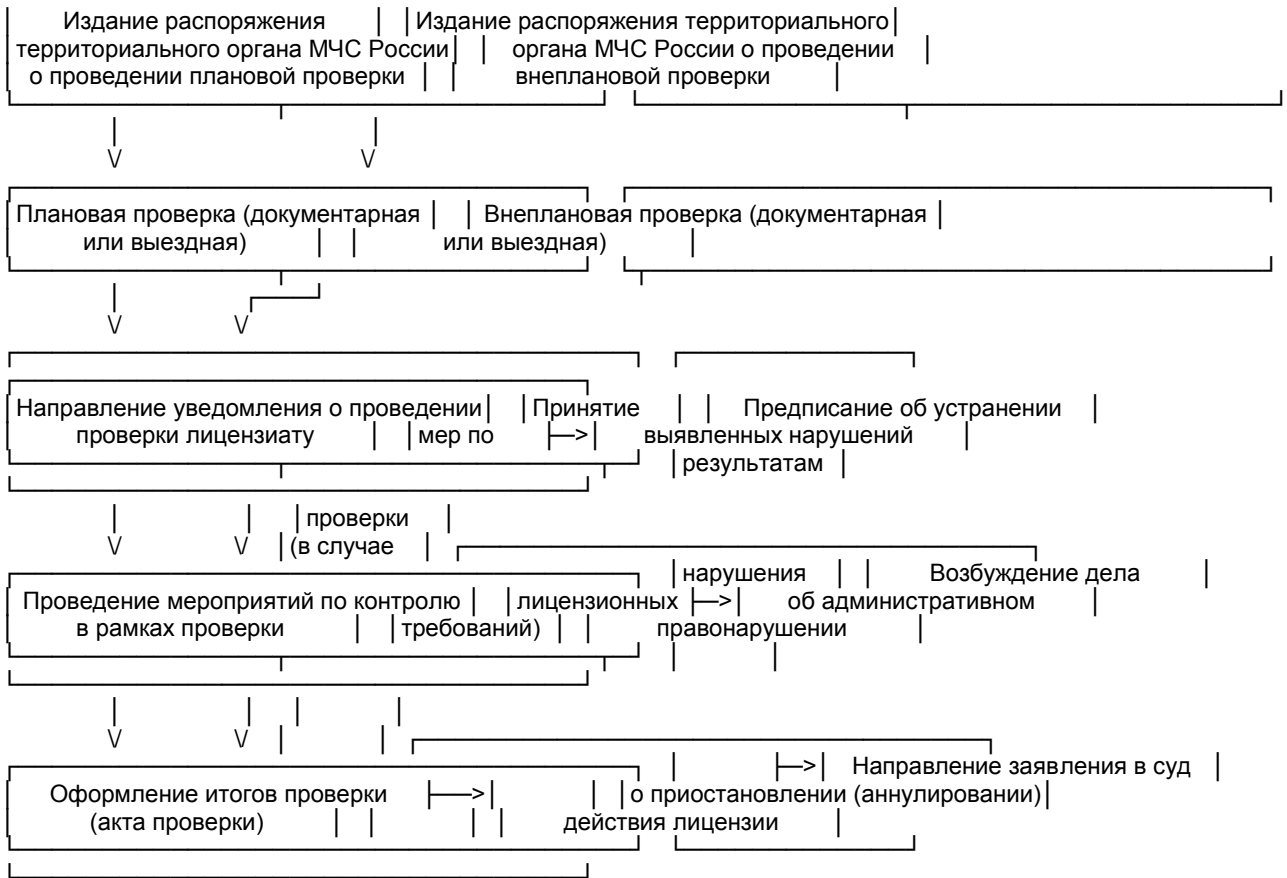 Издание распоряжения Издание распоряжения территориального
территориального органа МЧС России органа МЧС России о проведении
о проведении плановой проверки внеплановой проверки
Плановая проверка (документарная Внеплановая проверка (документарная
или выездная) или выездная)
Направление уведомления о проведении Принятие Предписание об устранении
проверки лицензиату мер по выявленных нарушений
результатам
проверки
(в случае
нарушения Возбуждение дела
Проведение мероприятий по контролю лицензионных об административном
в рамках проверки требований) правонарушении
Направление заявления в суд
Оформление итогов проверки о приостановлении (аннулировании)
(акта проверки) действия лицензии